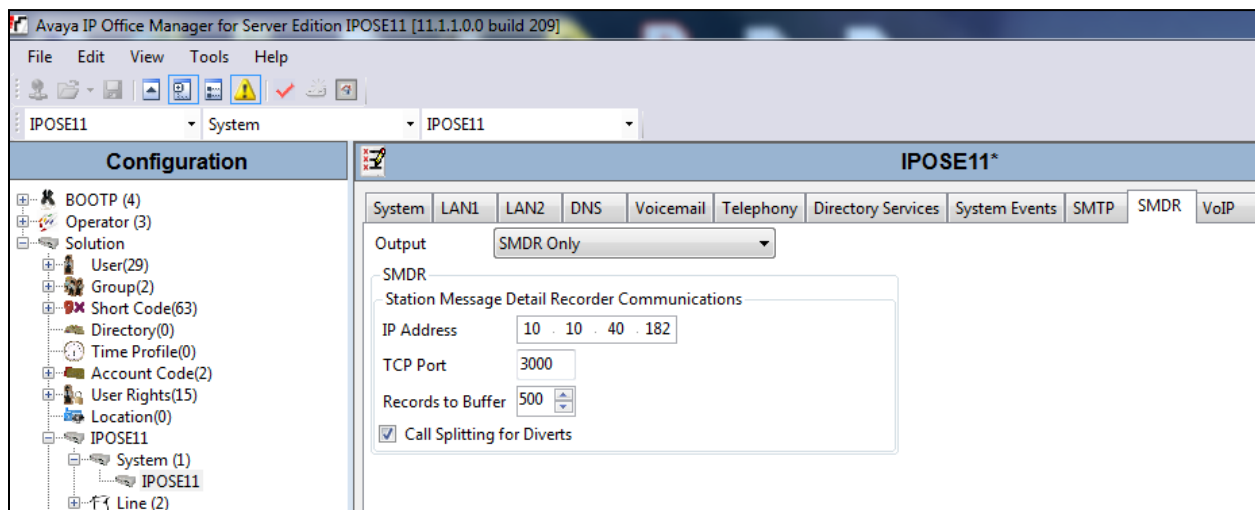 Avaya IP Office Manager for Server Edition IPOSE11 [11.1.1.0.0 build 209]
File Edit View Tools Help
IPOSE11 System IPOSE11
Configuration
IPOSE11*
BOOTP (4)
Operator (3)
Solution
User(29)
Group(2)
Short Code(63)
Directory(0)
Time Profile(0)
Account Code(2)
User Rights(15)
Location(0)
IPOSE11
System (1)
IPOSE11
Line (2)
System LAN1 LAN2 DNS Voicemail Telephony Directory Services System Events SMTP SMDR VoIP
Output SMDR Only
SMDR
Station Message Detail Recorder Communications
IP Address 10 . 10 . 40 . 182
TCP Port 3000
Records to Buffer 500
Call Splitting for Diverts